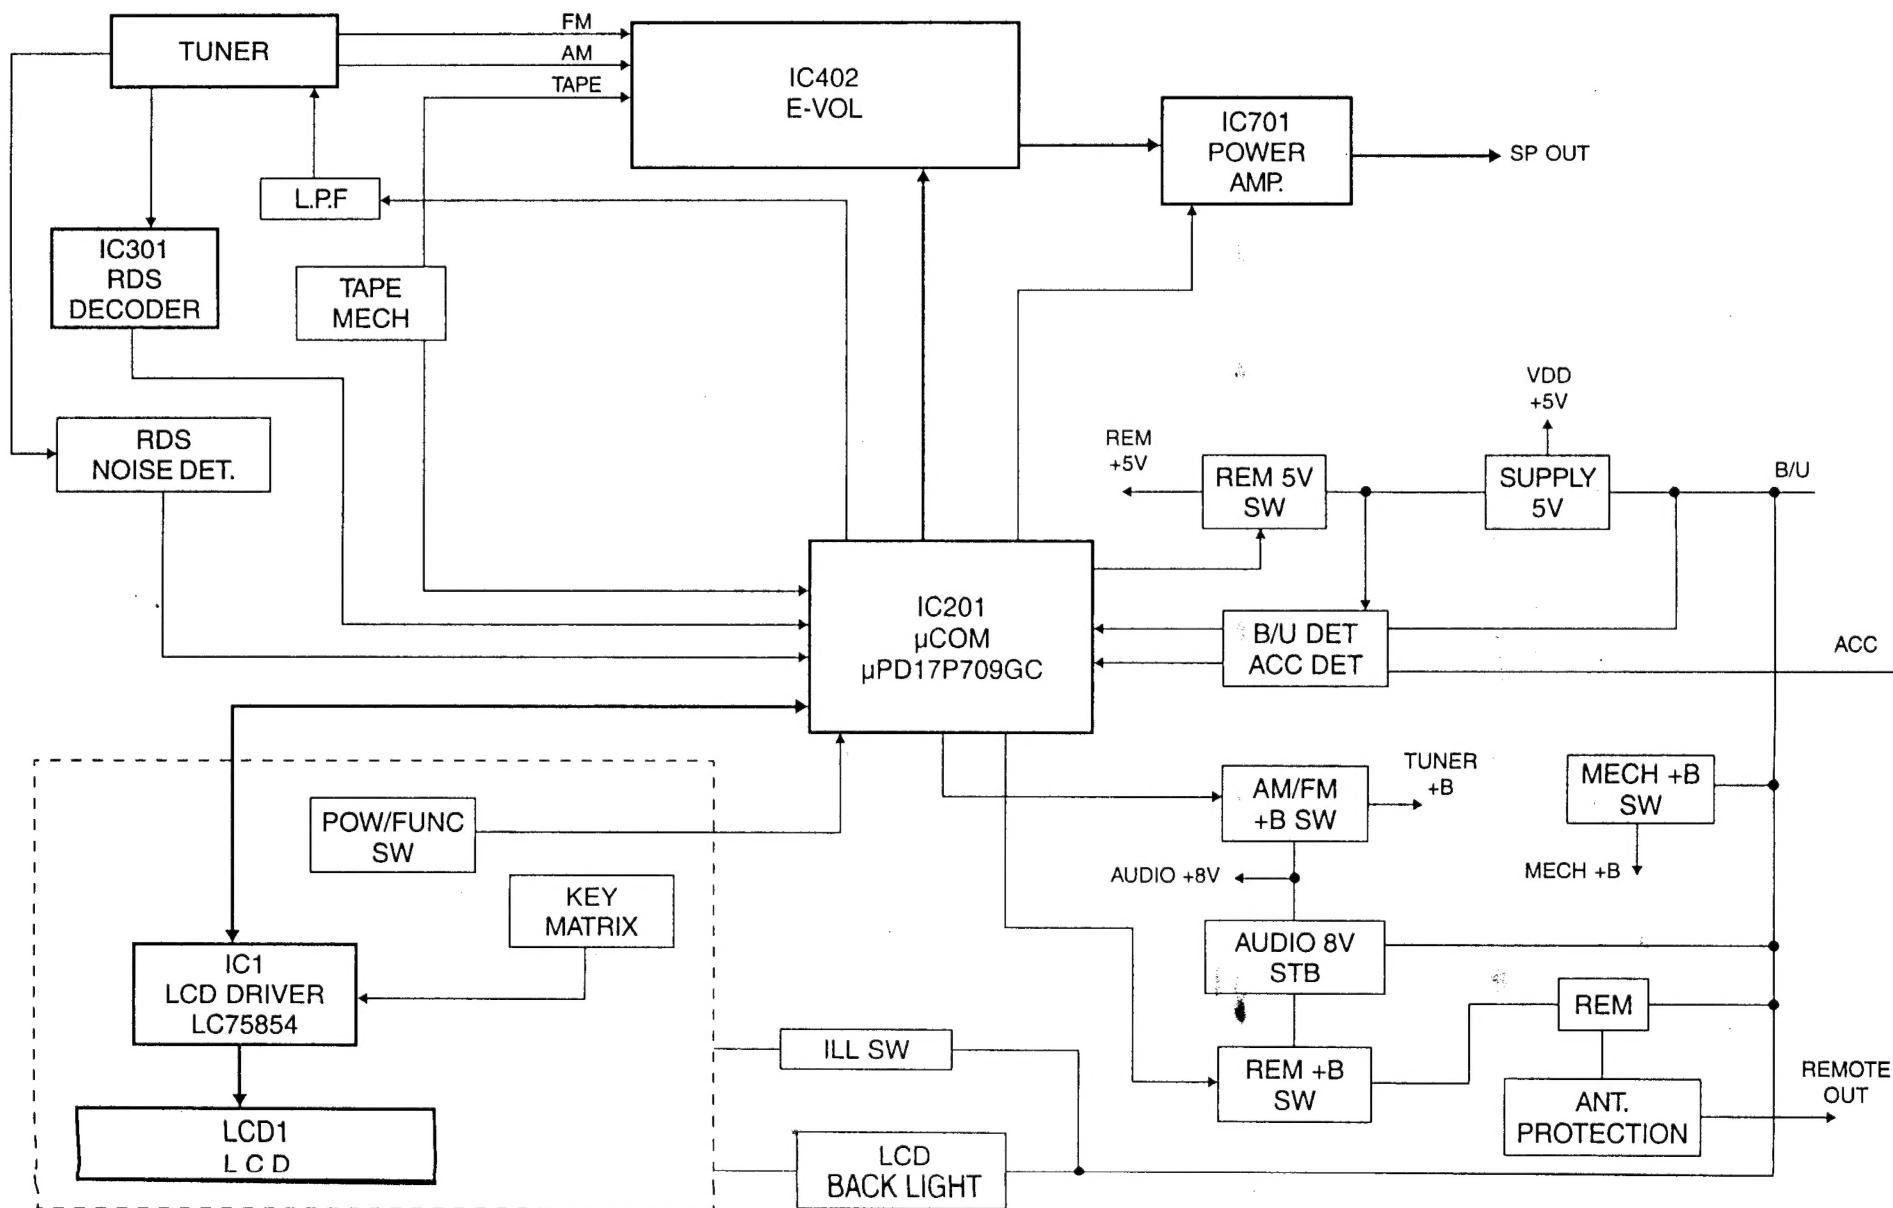 TUNER
FM
AM
TAPE
IC402
E-VOL
IC701
POWER
AMP.
SP OUT
L.P.F
IC301
RDS
DECODER
TAPE
MECH
RDS
NOISE DET.
VDD
+5V
REM
+5V
REM 5V
SW
SUPPLY
5V
B/U
IC201
µCOM
µPD17P709GC
B/U DET
ACC DET
ACC
POW/FUNC
SW
KEY
MATRIX
AM/FM
+B SW
TUNER
+B
MECH +B
SW
AUDIO +8V
MECH +B
AUDIO 8V
STB
IC1
LCD DRIVER
LC75854
REM
ILL SW
REM +B
SW
ANT.
PROTECTION
REMOTE
OUT
LCD1
LCD
LCD
BACK LIGHT